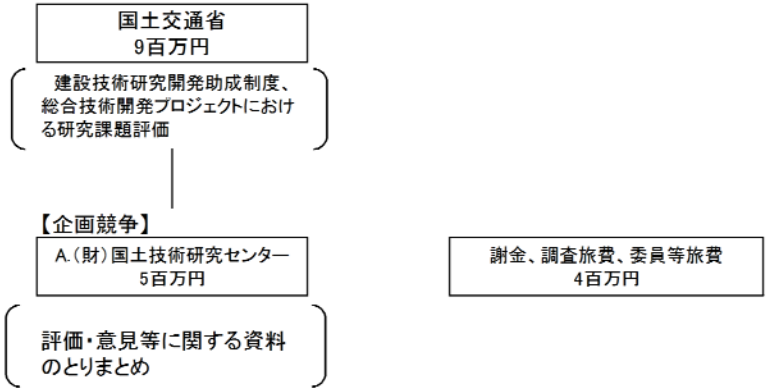 国土交通省
9百万円
建設技術研究開発助成制度、
総合技術開発プロジェクトにおけ
る研究課題評価
【企画競争】
A.(財)国土技術研究センター
5百万円
謝金、調査旅費、委員等旅費
4百万円
評価・意見等に関する資料
のとりまとめ